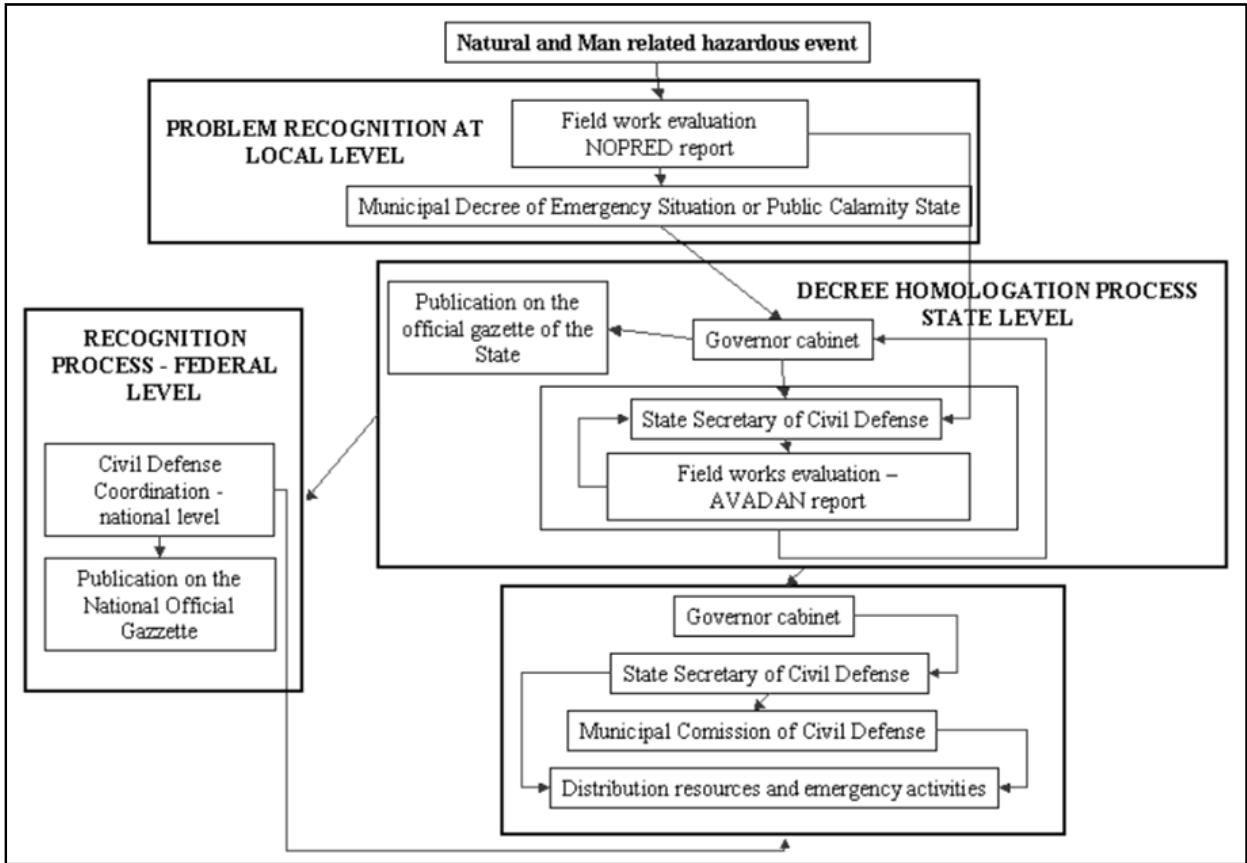 Natural and Man related hazardous event
PROBLEM RECOGNITION AT
LOCAL LEVEL
Field work evaluation
NOPRED report
Municipal Decree of Emergency Situation or Public Calamity State
DECREE HOMOLOGATION PROCESS
STATE LEVEL
Publication on the
official gazette of the
State
Governor cabinet
State Secretary of Civil Defense
Field works evaluation –
AVADAN report
RECOGNITION
PROCESS - FEDERAL
LEVEL
Civil Defense
Coordination -
national level
Publication on the
National Official
Gazzette
Governor cabinet
State Secretary of Civil Defense
Municipal Comission of Civil Defense
Distribution resources and emergency activities